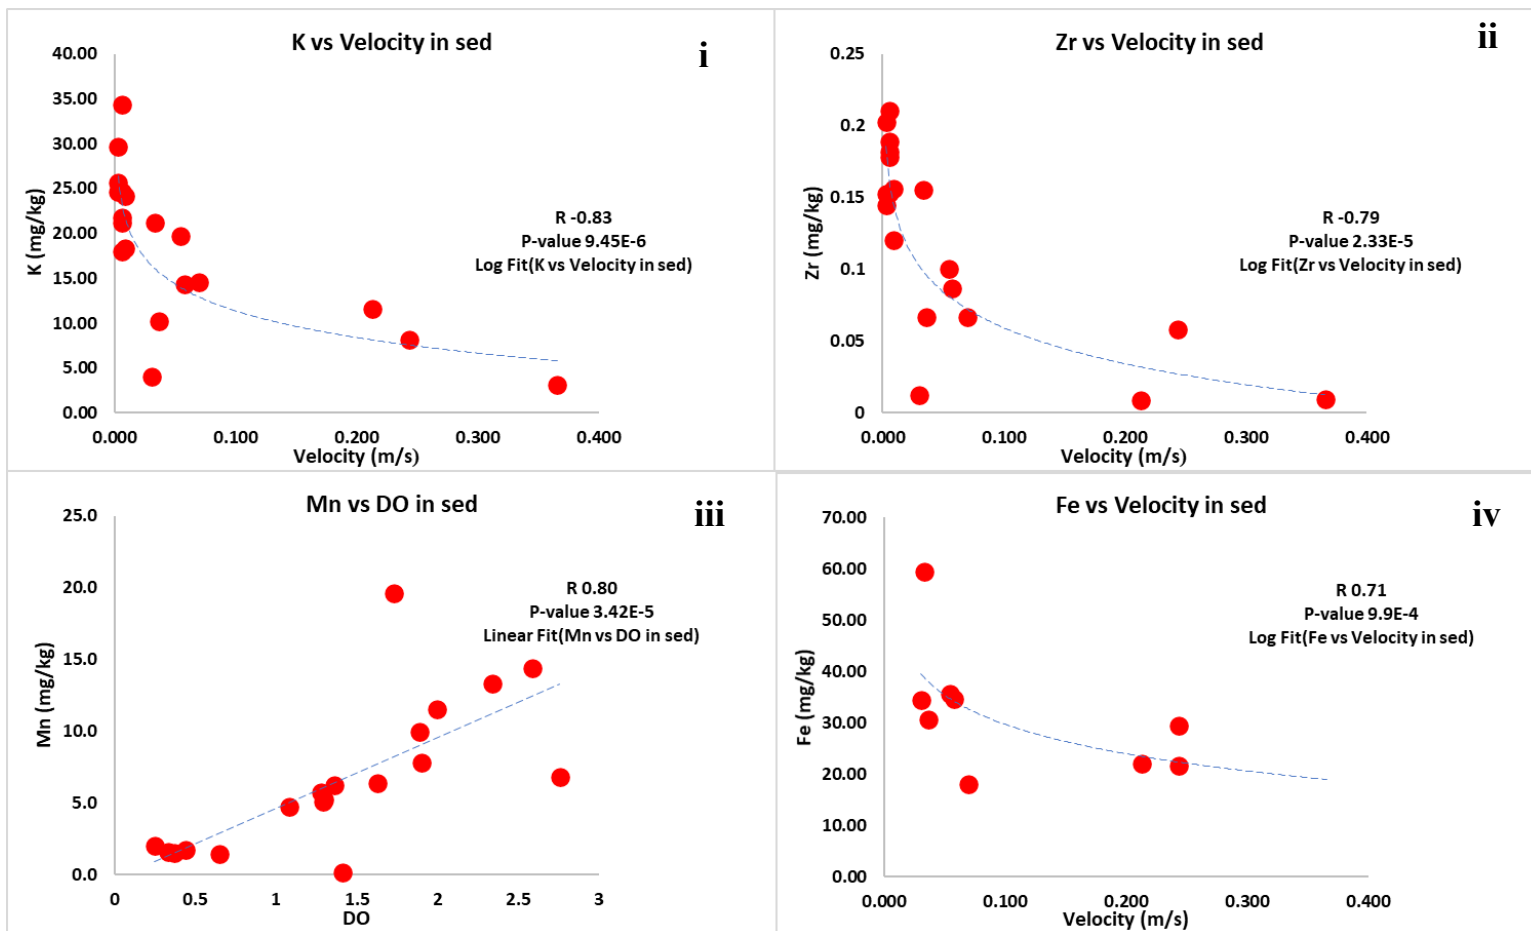 K vs Velocity in sed
i
40.00
35.00
30.00
25.00
20.00
15.00
10.00
5.00
0.00
K (mg/kg)
R -0.83
P-value 9.45E-6
Log Fit(K vs Velocity in sed)
0.000 0.100 0.200 0.300 0.400
Velocity (m/s)
Zr vs Velocity in sed
ii
0.25
0.2
0.15
0.1
0.05
0
Zr (mg/kg)
R -0.79
P-value 2.33E-5
Log Fit(Zr vs Velocity in sed)
0.000 0.100 0.200 0.300 0.400
Velocity (m/s)
Mn vs DO in sed
iii
25.0
20.0
15.0
10.0
5.0
0.0
Mn (mg/kg)
R 0.80
P-value 3.42E-5
Linear Fit(Mn vs DO in sed)
0 0.5 1 1.5 2 2.5 3
DO
Fe vs Velocity in sed
iv
70.00
60.00
50.00
40.00
30.00
20.00
10.00
0.00
Fe (mg/kg)
R 0.71
P-value 9.9E-4
Log Fit(Fe vs Velocity in sed)
0.000 0.100 0.200 0.300 0.400
Velocity (m/s)